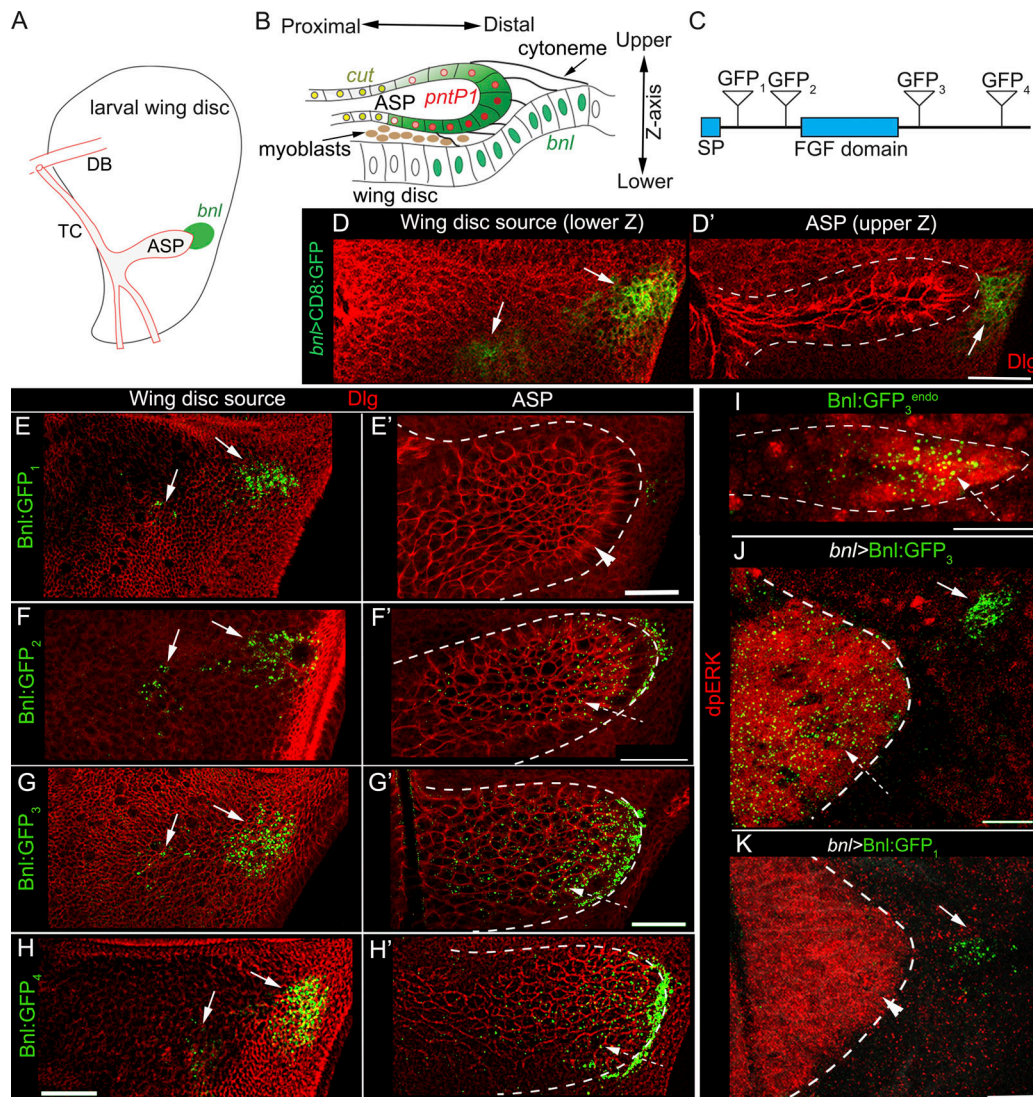 A
larval wing disc
DB
TC
ASP
bnl
B
Proximal
Distal
cytoneme
Upper
Z-axis
Lower
cut
ASP
pntP1
myoblasts
bnl
wing disc
C
GFP1
GFP2
GFP3
GFP4
SP
FGF domain
D
Wing disc source (lower Z)
bnl>CD8:GFP
D'
ASP (upper Z)
Dlg
Wing disc source
Dlg
ASP
E
Bnl:GFP1
E'
F
Bnl:GFP2
F'
G
Bnl:GFP3
G'
H
Bnl:GFP4
H'
I
Bnl:GFP3endo
J
bnl>Bnl:GFP3
dpERK
K
bnl>Bnl:GFP1